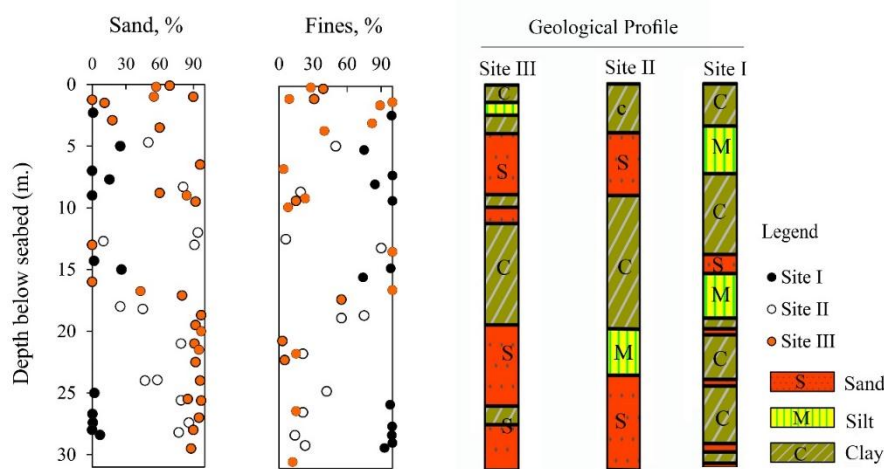 Sand, %
Fines, %
Geological Profile
0 30 60 90
0 30 60 90
Site III
Site II
Site I
0
5
10
15
20
25
30
Depth below seabed (m.)
C
S
C
S
S
c
S
C
M
S
C
M
C
S
M
C
C
Legend
Site I
Site II
Site III
S Sand
M Silt
C Clay